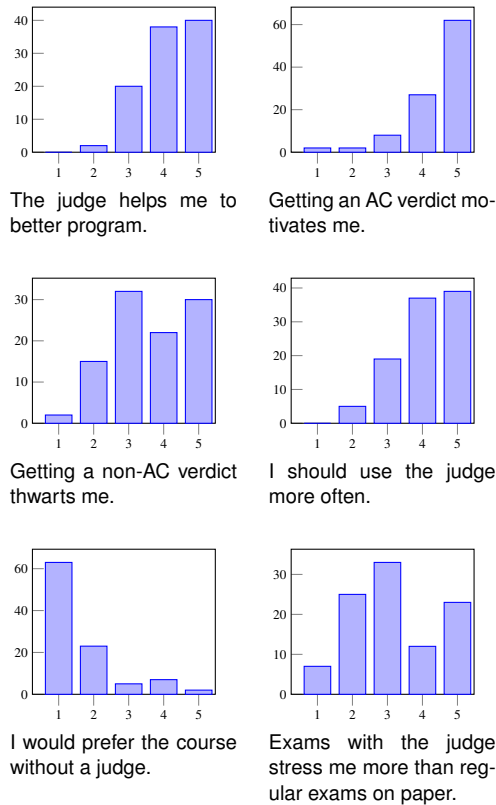 40
30
20
10
0
1 2 3 4 5
The judge helps me to
better program.
60
40
20
0
1 2 3 4 5
Getting an AC verdict mo-
tivates me.
30
20
10
0
1 2 3 4 5
Getting a non-AC verdict
thwarts me.
40
30
20
10
0
1 2 3 4 5
I should use the judge
more often.
60
40
20
0
1 2 3 4 5
I would prefer the course
without a judge.
30
20
10
0
1 2 3 4 5
Exams with the judge
stress me more than reg-
ular exams on paper.